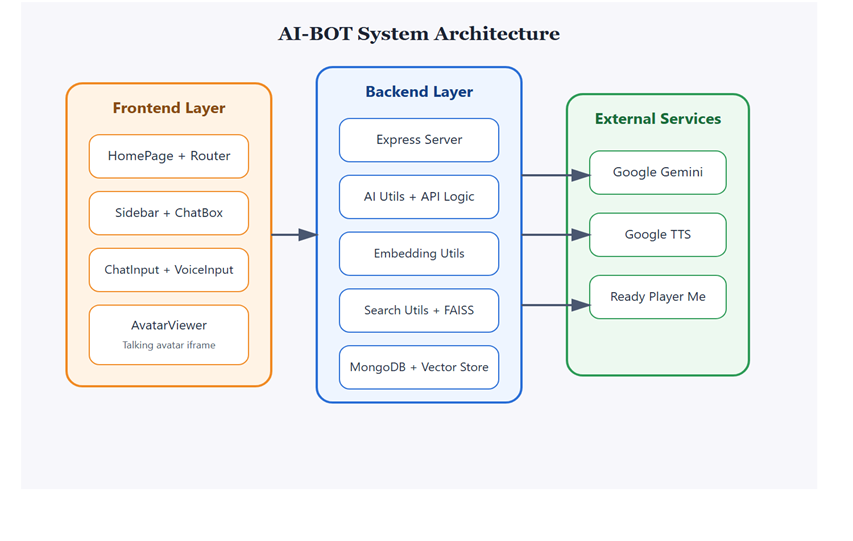 AI-BOT System Architecture
Frontend Layer
HomePage + Router
Sidebar + ChatBox
ChatInput + VoiceInput
AvatarViewer
Talking avatar iframe
Backend Layer
Express Server
AI Utils + API Logic
Embedding Utils
Search Utils + FAISS
MongoDB + Vector Store
External Services
Google Gemini
Google TTS
Ready Player Me